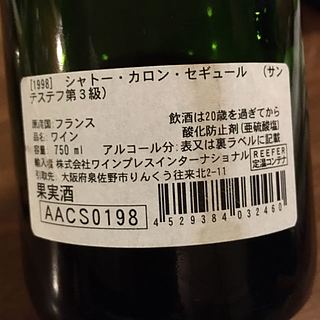 [1998] シャトー・カロン・セギュール (サン
テステフ第3級)
原産国:フランス
品名:ワイン
容量:750 ml
飲酒は20歳を過ぎてから
酸化防止剤(亜硫酸塩)
アルコール分:表又は裏ラベルに記載
輸入者:株式会社ワインプレスインターナショナル
引取先:大阪府泉佐野市りんくう往来北2-11
REEFER
定温コンテナ
果実酒
AACS0198
4 529384 032460